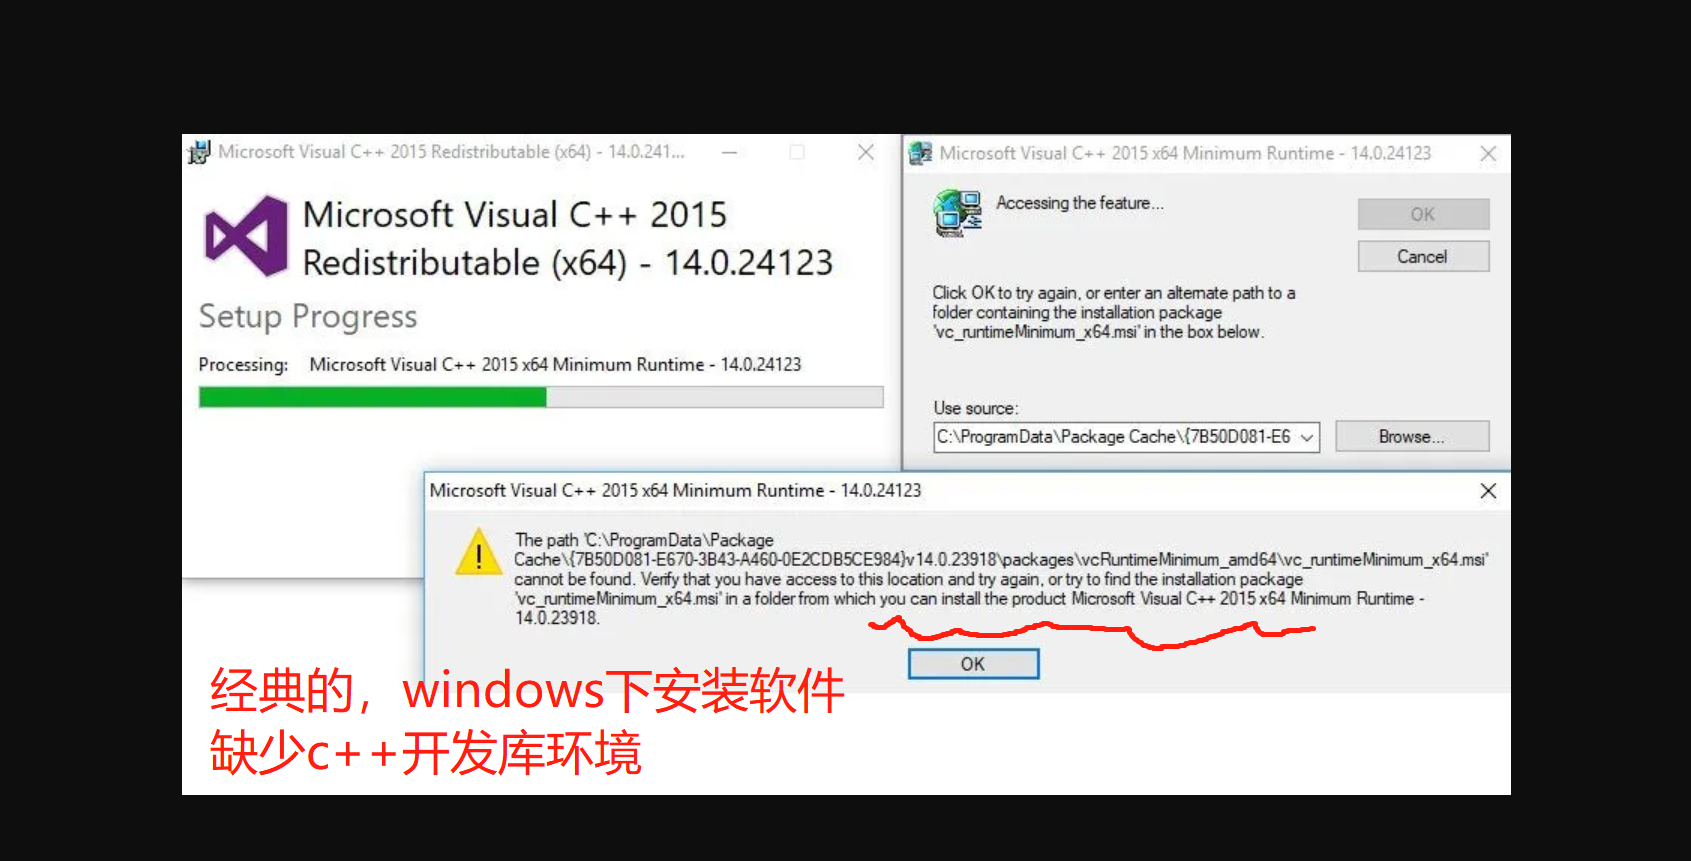 Microsoft Visual C++ 2015 Redistributable (x64) - 14.0.241...
Microsoft Visual C++ 2015
Redistributable (x64) - 14.0.24123
Setup Progress
Processing: Microsoft Visual C++ 2015 x64 Minimum Runtime - 14.0.24123
Microsoft Visual C++ 2015 x64 Minimum Runtime - 14.0.24123
Accessing the feature...
OK
Cancel
Click OK to try again, or enter an alternate path to a
folder containing the installation package
'vc_runtimeMinimum_x64.msi' in the box below.
Use source:
C:\ProgramData\Package Cache\{7B50D081-E6
Browse...
Microsoft Visual C++ 2015 x64 Minimum Runtime - 14.0.24123
The path 'C:\ProgramData\Package
Cache\{7B50D081-E670-3B43-A460-0E2CDB5CE984}v14.0.23918\packages\vcRuntimeMinimum_amd64\vc_runtimeMinimum_x64.msi'
cannot be found. Verify that you have access to this location and try again, or try to find the installation package
'vc_runtimeMinimum_x64.msi' in a folder from which you can install the product Microsoft Visual C++ 2015 x64 Minimum Runtime -
14.0.23918.
OK
经典的，windows下安装软件
缺少c++开发库环境